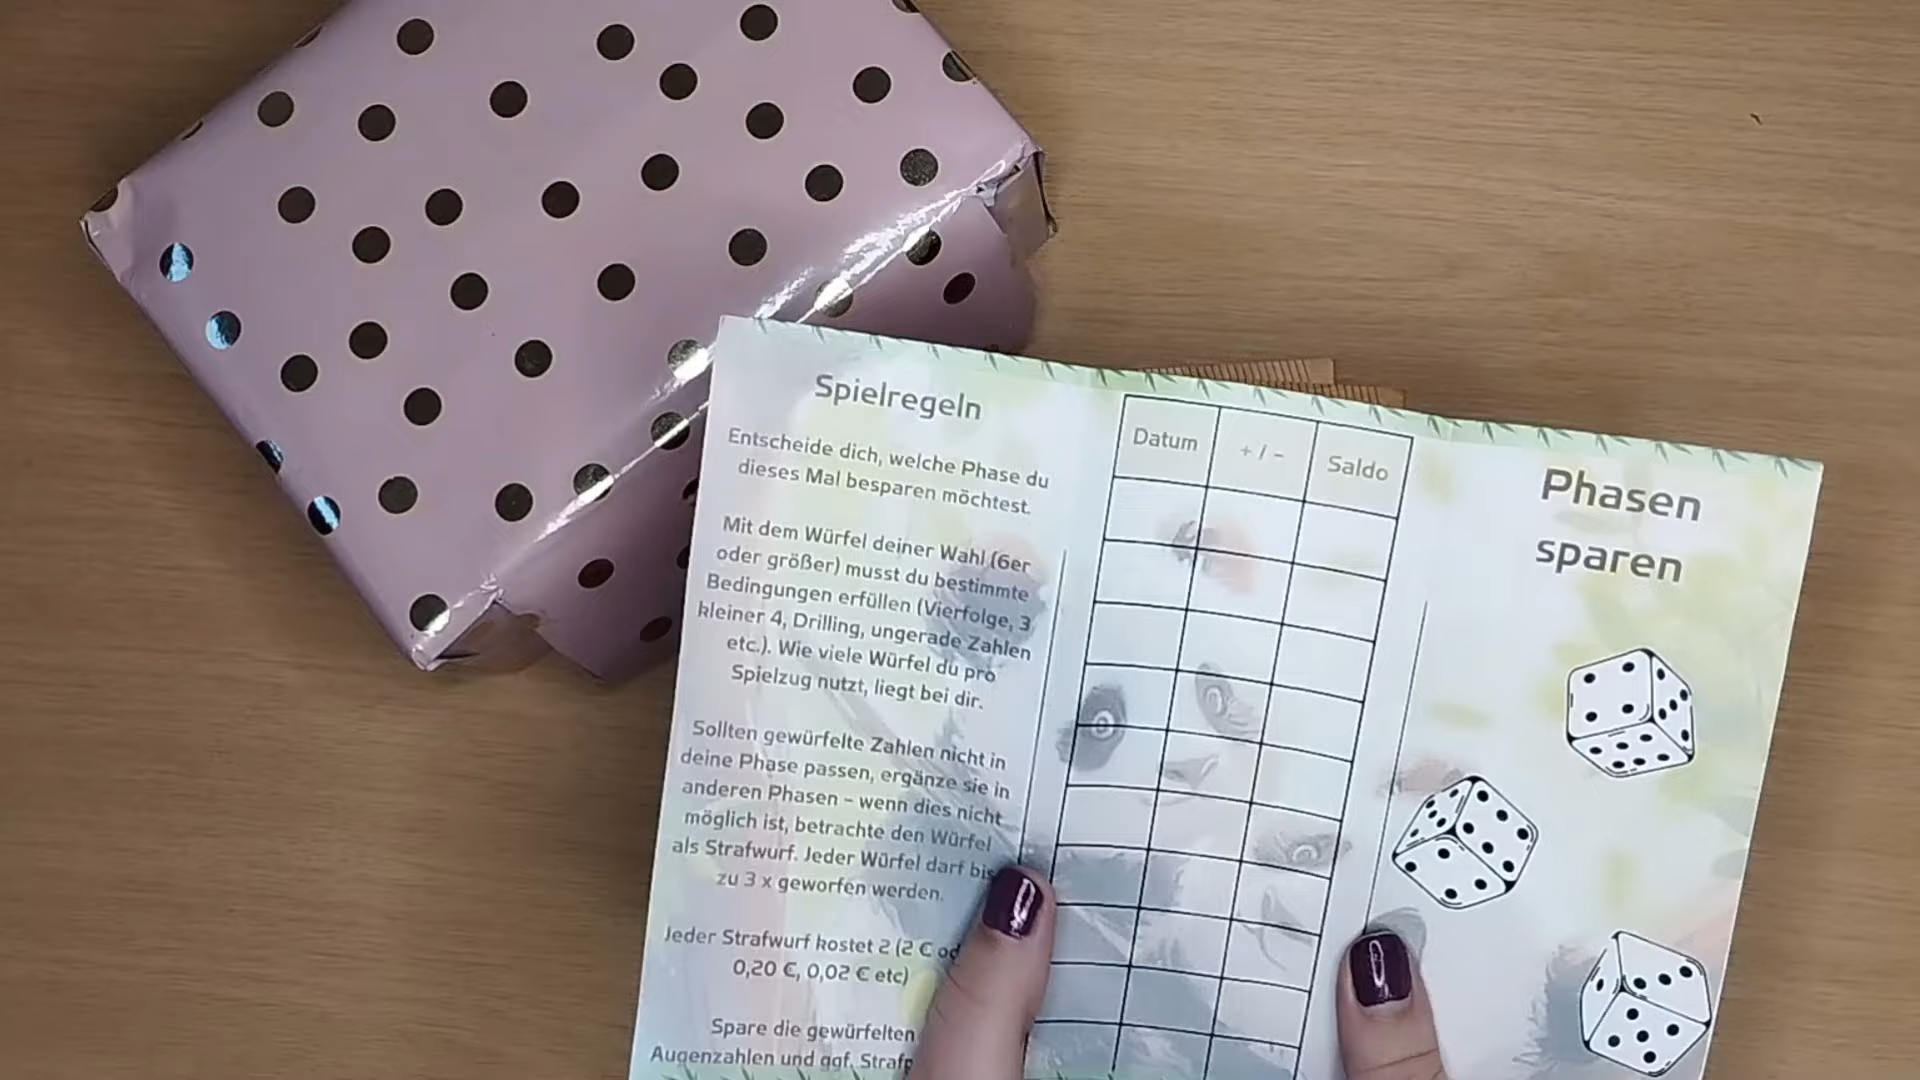 Spielregeln
Entscheide dich, welche Phase du
dieses Mal besparen möchtest.
Mit dem Würfel deiner Wahl (6er
oder größer) musst du bestimmte
Bedingungen erfüllen (Vierfolge, 3
kleiner 4, Drilling, ungerade Zahlen
etc.). Wie viele Würfel du pro
Spielzug nutzt, liegt bei dir.
Sollten gewürfelte Zahlen nicht in
deine Phase passen, ergänze sie in
anderen Phasen – wenn dies nicht
möglich ist, betrachte den Würfel
als Strafwurf. Jeder Würfel darf bis
zu 3 x geworfen werden.
Jeder Strafwurf kostet 2 (2 €
0,20 €, 0,02 € etc)
Spare die gewürfelten
Augenzahlen und ggf.
Datum
+ / -
Saldo
Phasen
sparen